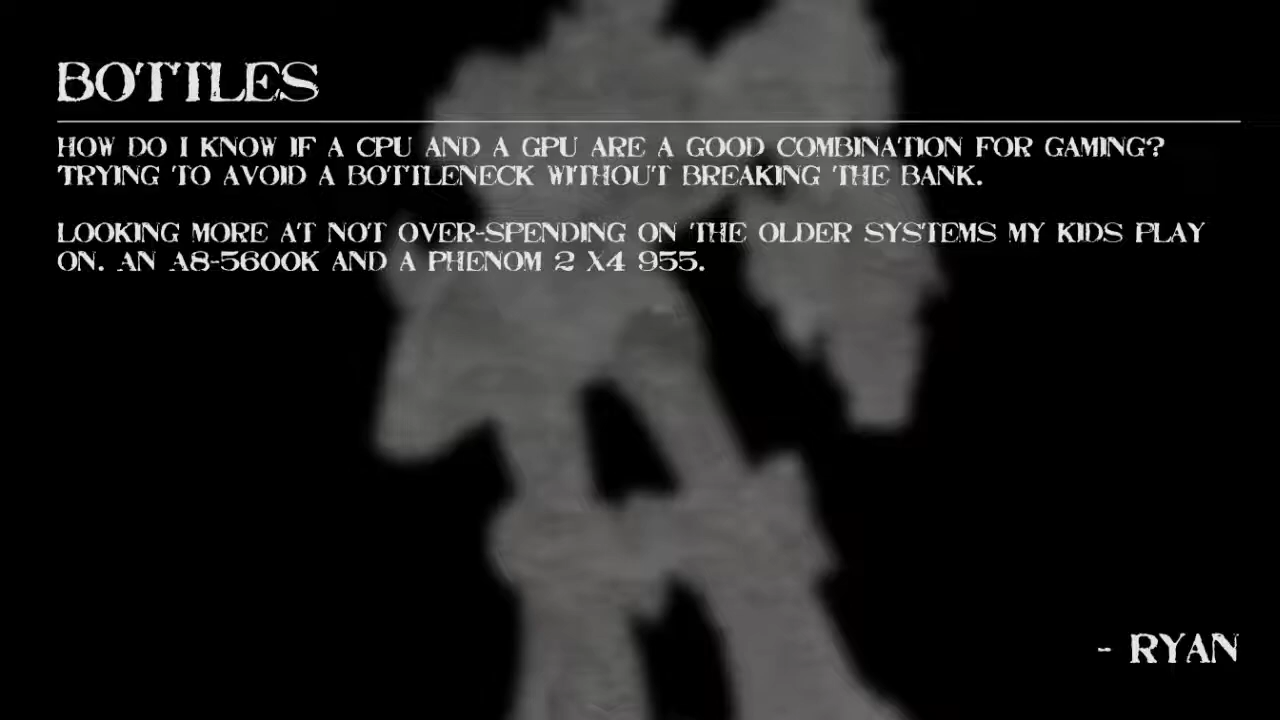 BOTTLES
HOW DO I KNOW IF A CPU AND A GPU ARE A GOOD COMBINATION FOR GAMING?
TRYING TO AVOID A BOTTLENECK WITHOUT BREAKING THE BANK.
LOOKING MORE AT NOT OVER-SPENDING ON THE OLDER SYSTEMS MY KIDS PLAY
ON. AN A8-5600K AND A PHENOM 2 X4 955.
- RYAN